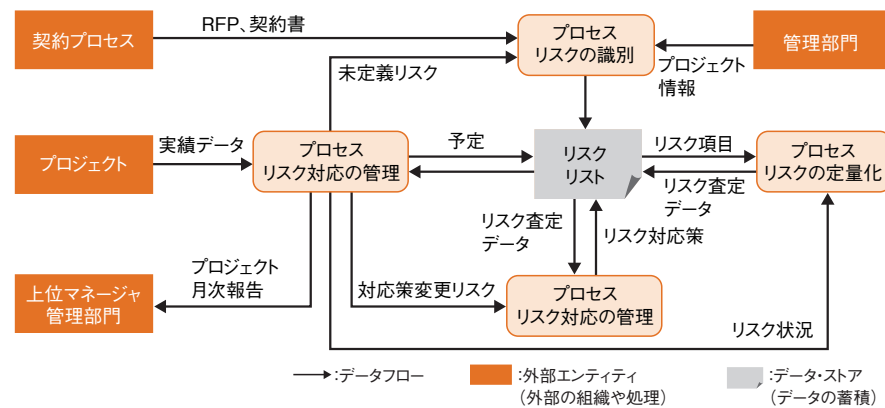 契約プロセス
RFP、契約書
プロセス
リスクの識別
管理部門
プロジェクト
情報
未定義リスク
プロジェクト
実績データ
プロセス
リスク対応の管理
予定
リスク
リスト
リスク項目
プロセス
リスクの定量化
リスク査定
データ
リスク査定
データ
リスク対応策
上位マネージャ
管理部門
プロジェクト
月次報告
対応策変更リスク
プロセス
リスク対応の管理
リスク状況
:データフロー
:外部エンティティ
(外部の組織や処理)
:データ・ストア
(データの蓄積)